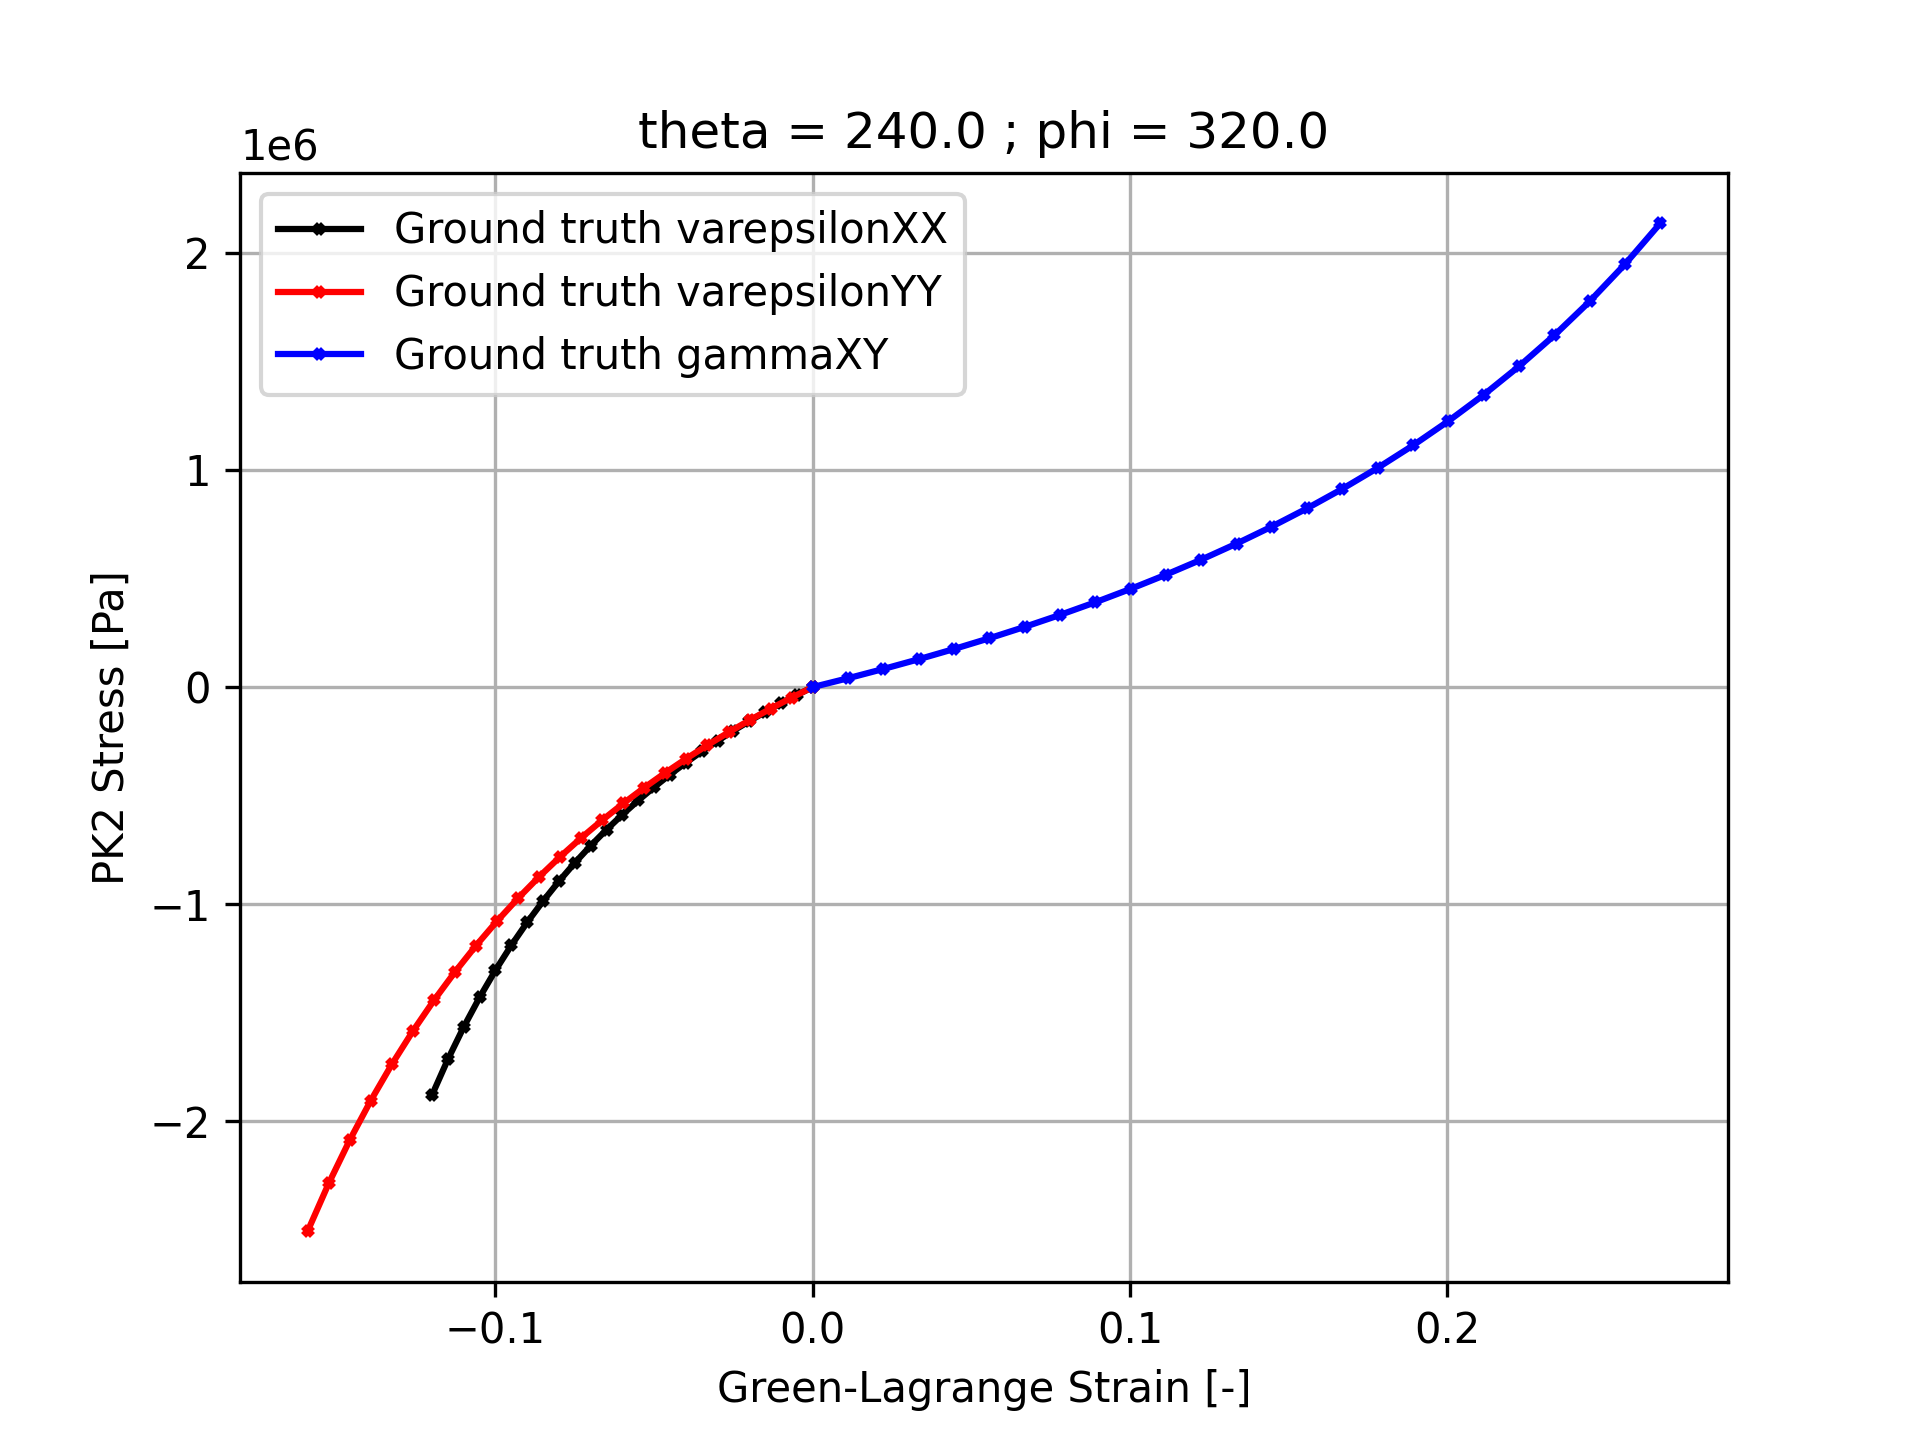 theta = 240.0 ; phi = 320.0
1e6
Ground truth varepsilonXX
Ground truth varepsilonYY
Ground truth gammaXY
2
1
0
−1
−2
PK2 Stress [Pa]
−0.1 0.0 0.1 0.2
Green-Lagrange Strain [-]